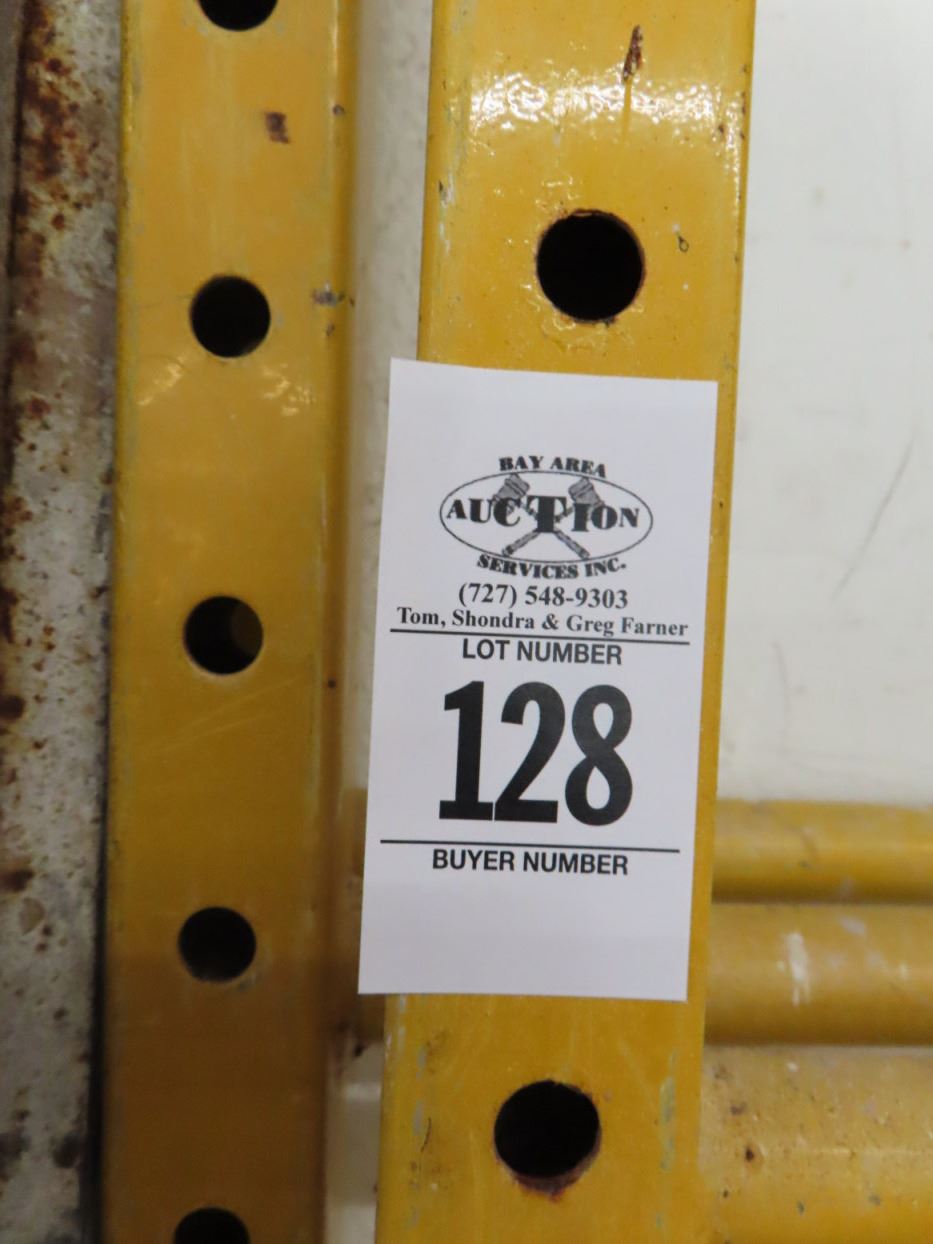 BAY AREA
AUCTION
SERVICES INC.
(727) 548-9303
Tom, Shondra & Greg Farner
LOT NUMBER
128
BUYER NUMBER